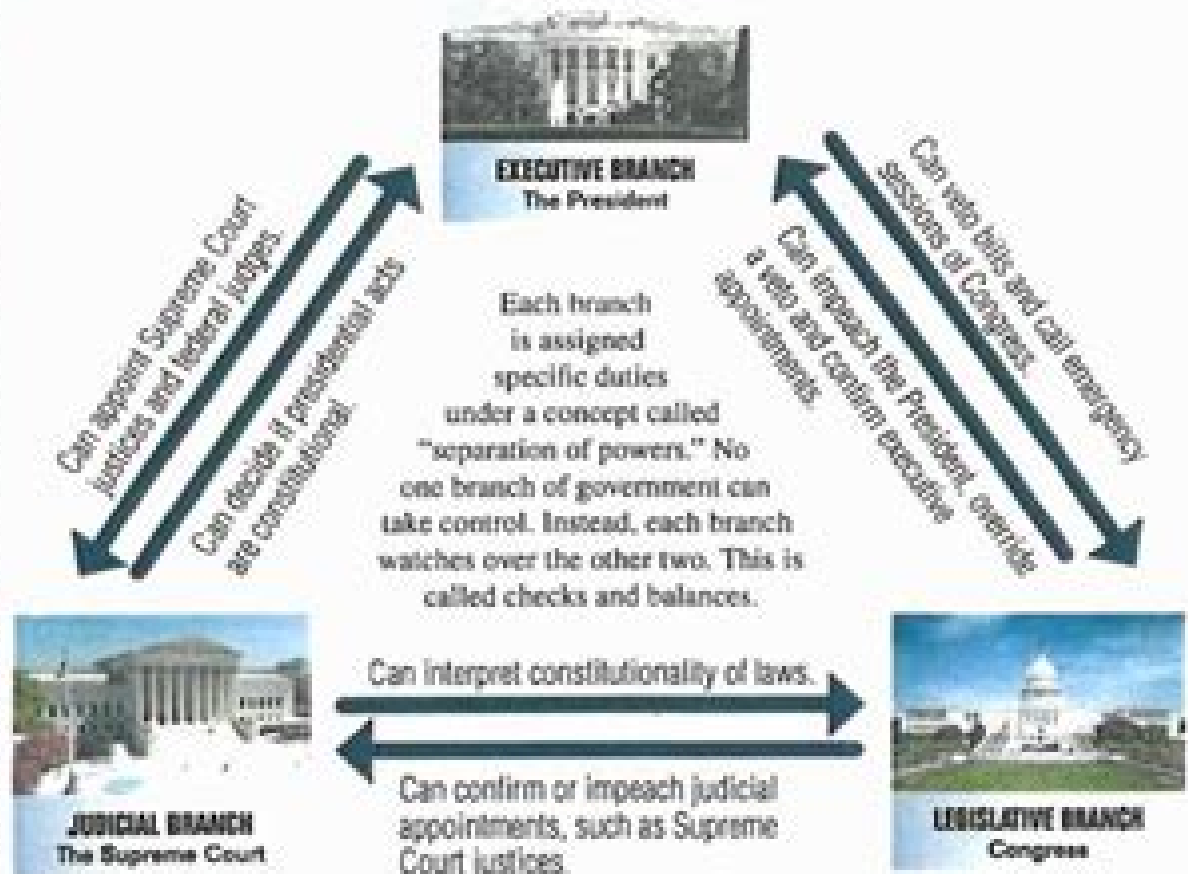 EXECUTIVE BRANCH
The President
Can appoint Supreme Court
justices and federal judges.
Can decide if presidential acts
are constitutional.
Can veto bills and call emergency
sessions of Congress.
Can impeach the President, override
a veto and confirm executive
appointments.
Each branch
is assigned
specific duties
under a concept called
“separation of powers.” No
one branch of government can
take control. Instead, each branch
watches over the other two. This is
called checks and balances.
Can interpret constitutionality of laws.
Can confirm or impeach judicial
appointments, such as Supreme
Court justices.
JUDICIAL BRANCH
The Supreme Court
LEGISLATIVE BRANCH
Congress